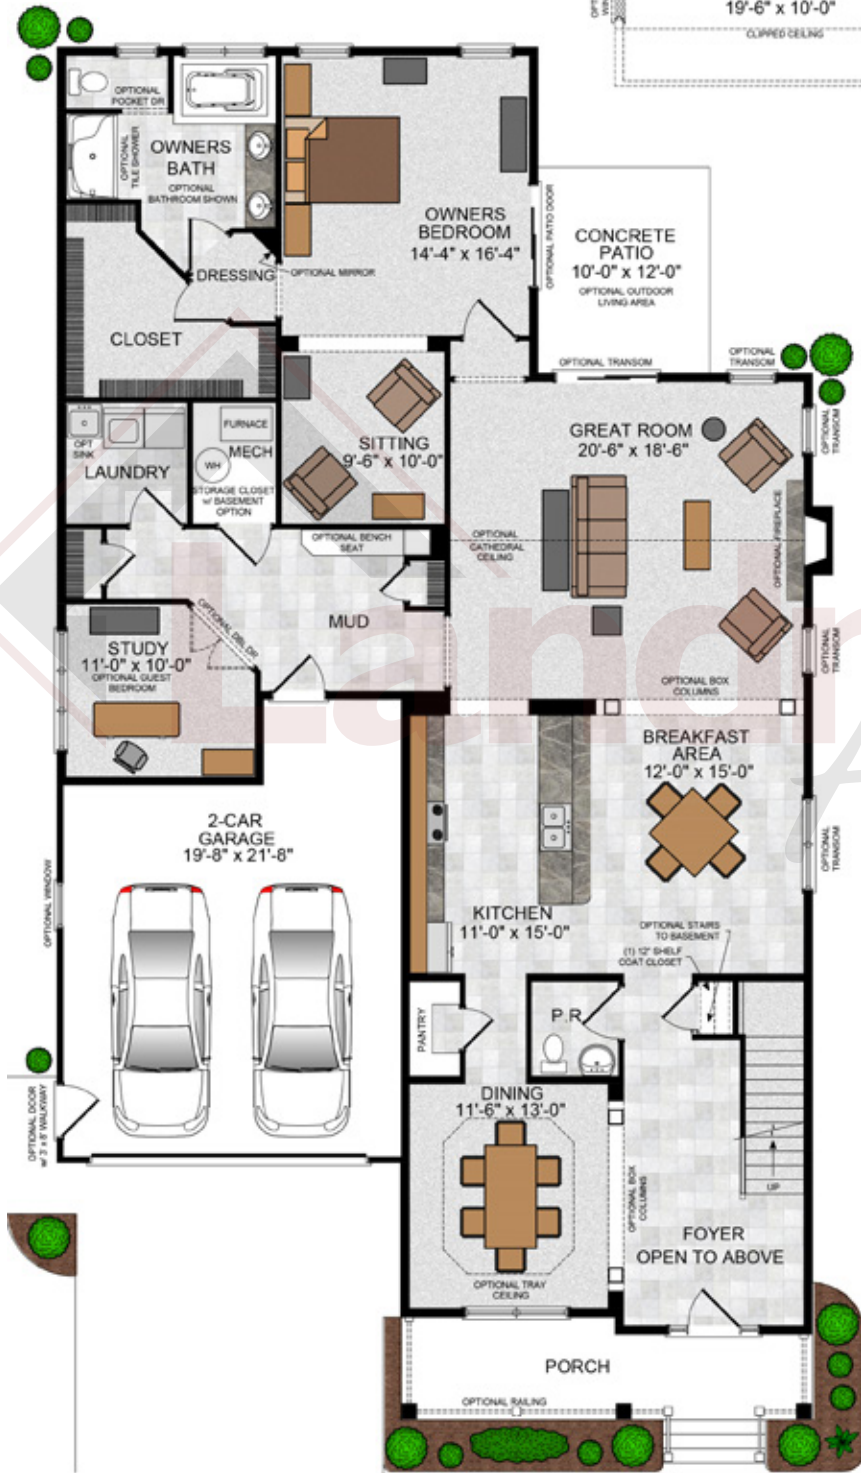 19'-6" x 10'-0"
CLIPPED CEILING
OPTIONAL
POCKET DR
OPTIONAL
TILE SHOWER
OWNERS
BATH
OPTIONAL
BATHROOM SHOWN
OWNERS
BEDROOM
14'-4" x 16'-4"
OPTIONAL PATIO DOOR
CONCRETE
PATIO
10'-0" x 12'-0"
OPTIONAL OUTDOOR
LIVING AREA
DRESSING
OPTIONAL MIRROR
CLOSET
OPTIONAL TRANSOM
OPTIONAL
TRANSOM
OPTIONAL
TRANSOM
OPT
SINK
LAUNDRY
FURNACE
MECH
WH
STORAGE CLOSET
w/ BASEMENT
OPTION
SITTING
9'-6" x 10'-0"
GREAT ROOM
20'-6" x 18'-6"
OPTIONAL
CATHEDRAL
CEILING
OPTIONAL FIREPLACE
OPTIONAL BENCH
SEAT
MUD
OPTIONAL DBL DR
STUDY
11'-0" x 10'-0"
OPTIONAL GUEST
BEDROOM
OPTIONAL
TRANSOM
OPTIONAL BOX
COLUMNS
Land
BREAKFAST
AREA
12'-0" x 15'-0"
OPTIONAL
TRANSOM
2-CAR
GARAGE
19'-8" x 21'-8"
OPTIONAL WINDOW
KITCHEN
11'-0" x 15'-0"
OPTIONAL STAIRS
TO BASEMENT
(1) 12" SHELF
COAT CLOSET
PANTRY
P.R
OPTIONAL DOOR
w/ 3' x 8' WALKWAY
DINING
11'-6" x 13'-0"
OPTIONAL BOX
COLUMNS
UP
FOYER
OPEN TO ABOVE
OPTIONAL TRAY
CEILING
PORCH
OPTIONAL RAILING